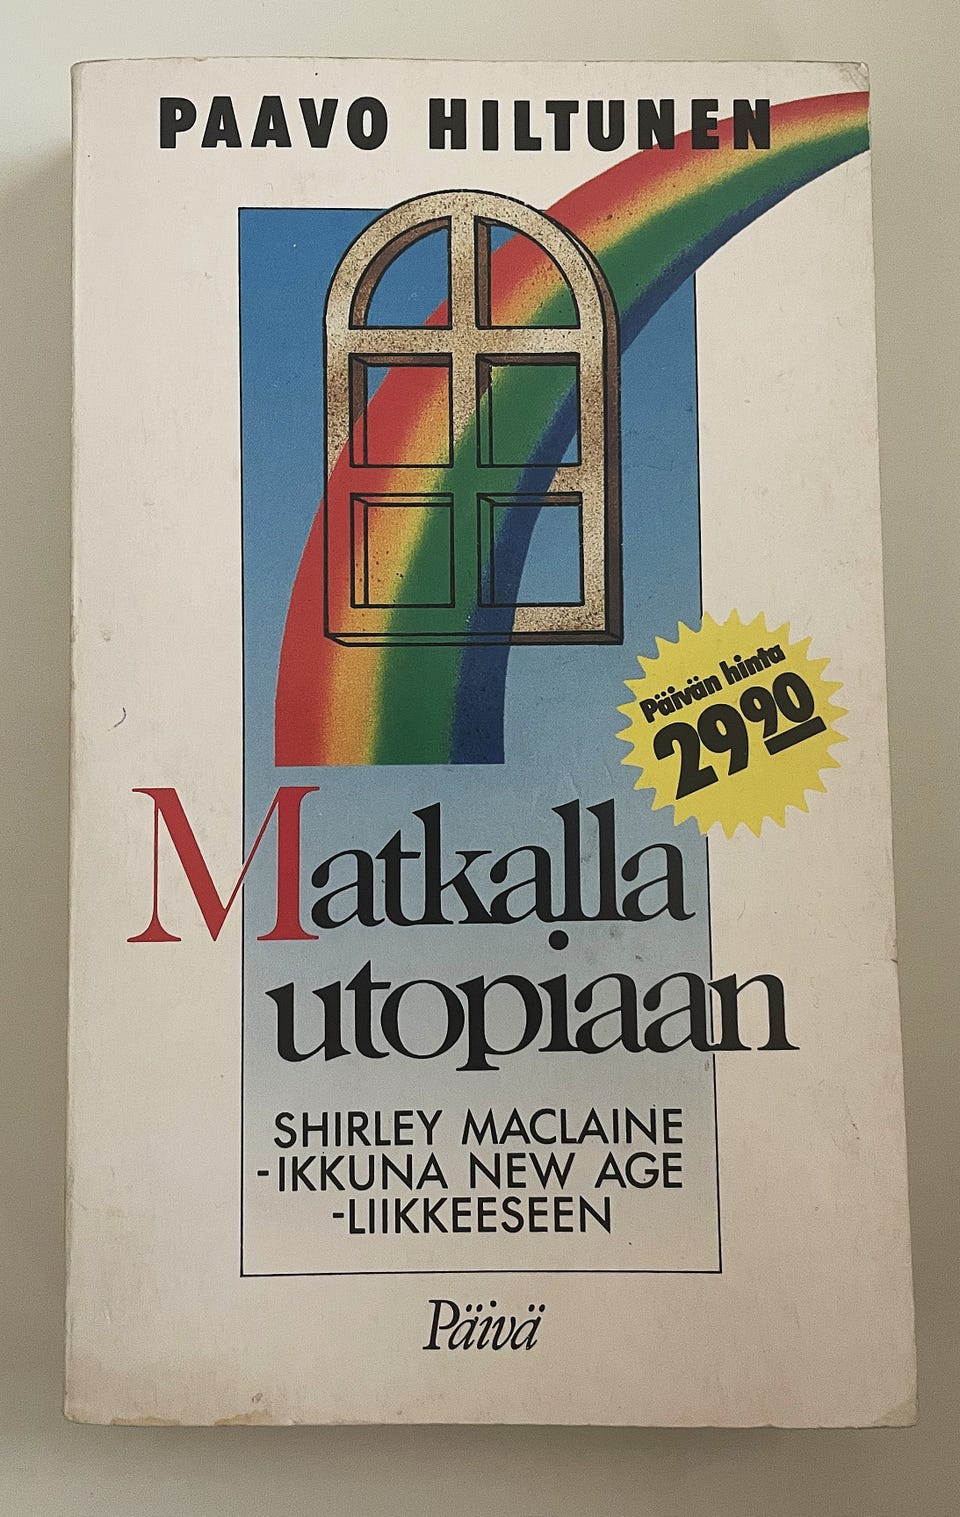 PAAVO HILTUNEN
Päivän hinta
29 90
Matkalla
utopiaan
SHIRLEY MACLAINE
-IKKUNA NEW AGE
-LIIKKEESEEN
Päivä